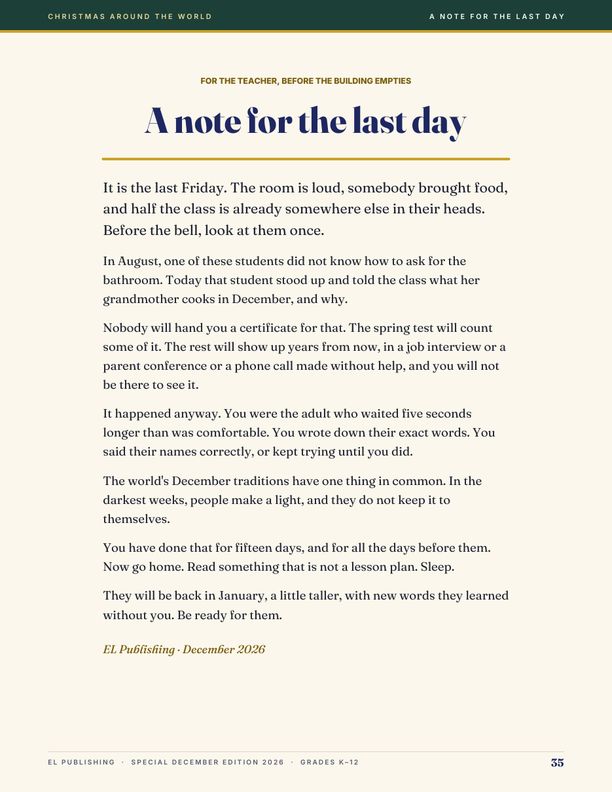 CHRISTMAS AROUND THE WORLD
A NOTE FOR THE LAST DAY
FOR THE TEACHER, BEFORE THE BUILDING EMPTIES
A note for the last day
It is the last Friday. The room is loud, somebody brought food,
and half the class is already somewhere else in their heads.
Before the bell, look at them once.
In August, one of these students did not know how to ask for the
bathroom. Today that student stood up and told the class what her
grandmother cooks in December, and why.
Nobody will hand you a certificate for that. The spring test will count
some of it. The rest will show up years from now, in a job interview or a
parent conference or a phone call made without help, and you will not
be there to see it.
It happened anyway. You were the adult who waited five seconds
longer than was comfortable. You wrote down their exact words. You
said their names correctly, or kept trying until you did.
The world's December traditions have one thing in common. In the
darkest weeks, people make a light, and they do not keep it to
themselves.
You have done that for fifteen days, and for all the days before them.
Now go home. Read something that is not a lesson plan. Sleep.
They will be back in January, a little taller, with new words they learned
without you. Be ready for them.
EL Publishing · December 2026
EL PUBLISHING · SPECIAL DECEMBER EDITION 2026 · GRADES K–12
35